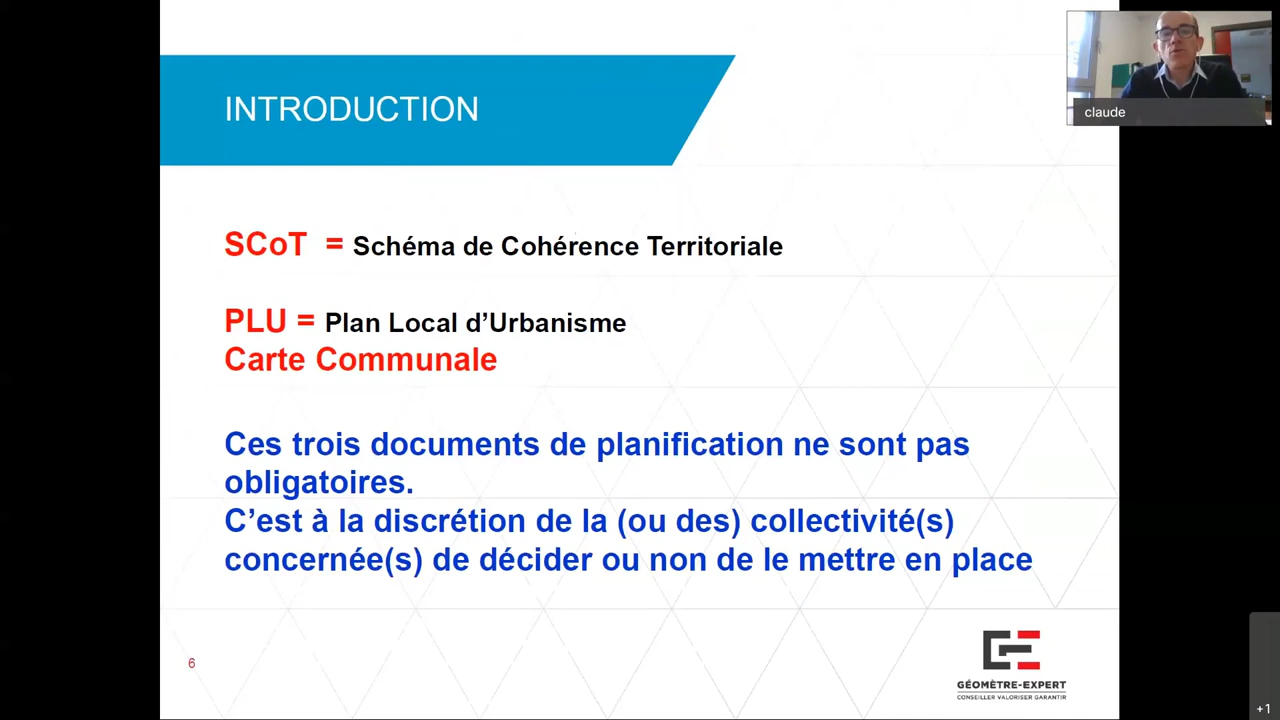 INTRODUCTION
claude
SCoT = Schéma de Cohérence Territoriale
PLU = Plan Local d’Urbanisme
Carte Communale
Ces trois documents de planification ne sont pas
obligatoires.
C’est à la discrétion de la (ou des) collectivité(s)
concernée(s) de décider ou non de le mettre en place
6
GÉOMÈTRE-EXPERT
CONSEILLER VALORISER GARANTIR
+1